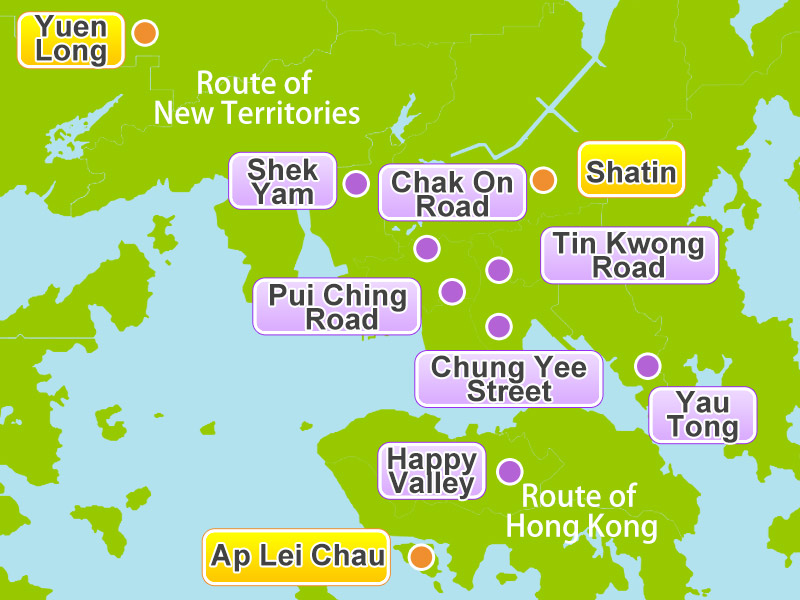 Yuen
Long
Route of
New Territories
Shek
Yam
Chak On
Road
Shatin
Tin Kwong
Road
Pui Ching
Road
Chung Yee
Street
Yau
Tong
Happy
Valley
Route of
Hong Kong
Ap Lei Chau